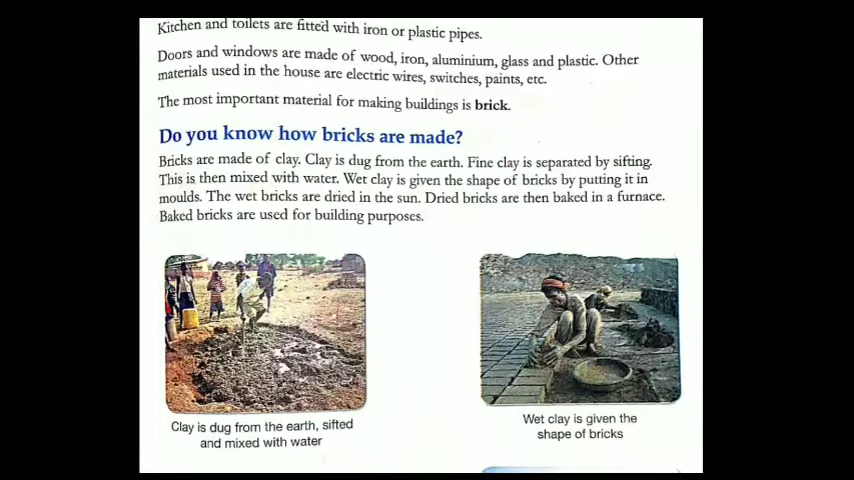 Kitchen and toilets are fitted with iron or plastic pipes.
Doors and windows are made of wood, iron, aluminium, glass and plastic. Other
materials used in the house are electric wires, switches, paints, etc.
The most important material for making buildings is brick.
Do you know how bricks are made?
Bricks are made of clay. Clay is dug from the earth. Fine clay is separated by sifting.
This is then mixed with water. Wet clay is given the shape of bricks by putting it in
moulds. The wet bricks are dried in the sun. Dried bricks are then baked in a furnace.
Baked bricks are used for building purposes.
Clay is dug from the earth, sifted
and mixed with water
Wet clay is given the
shape of bricks